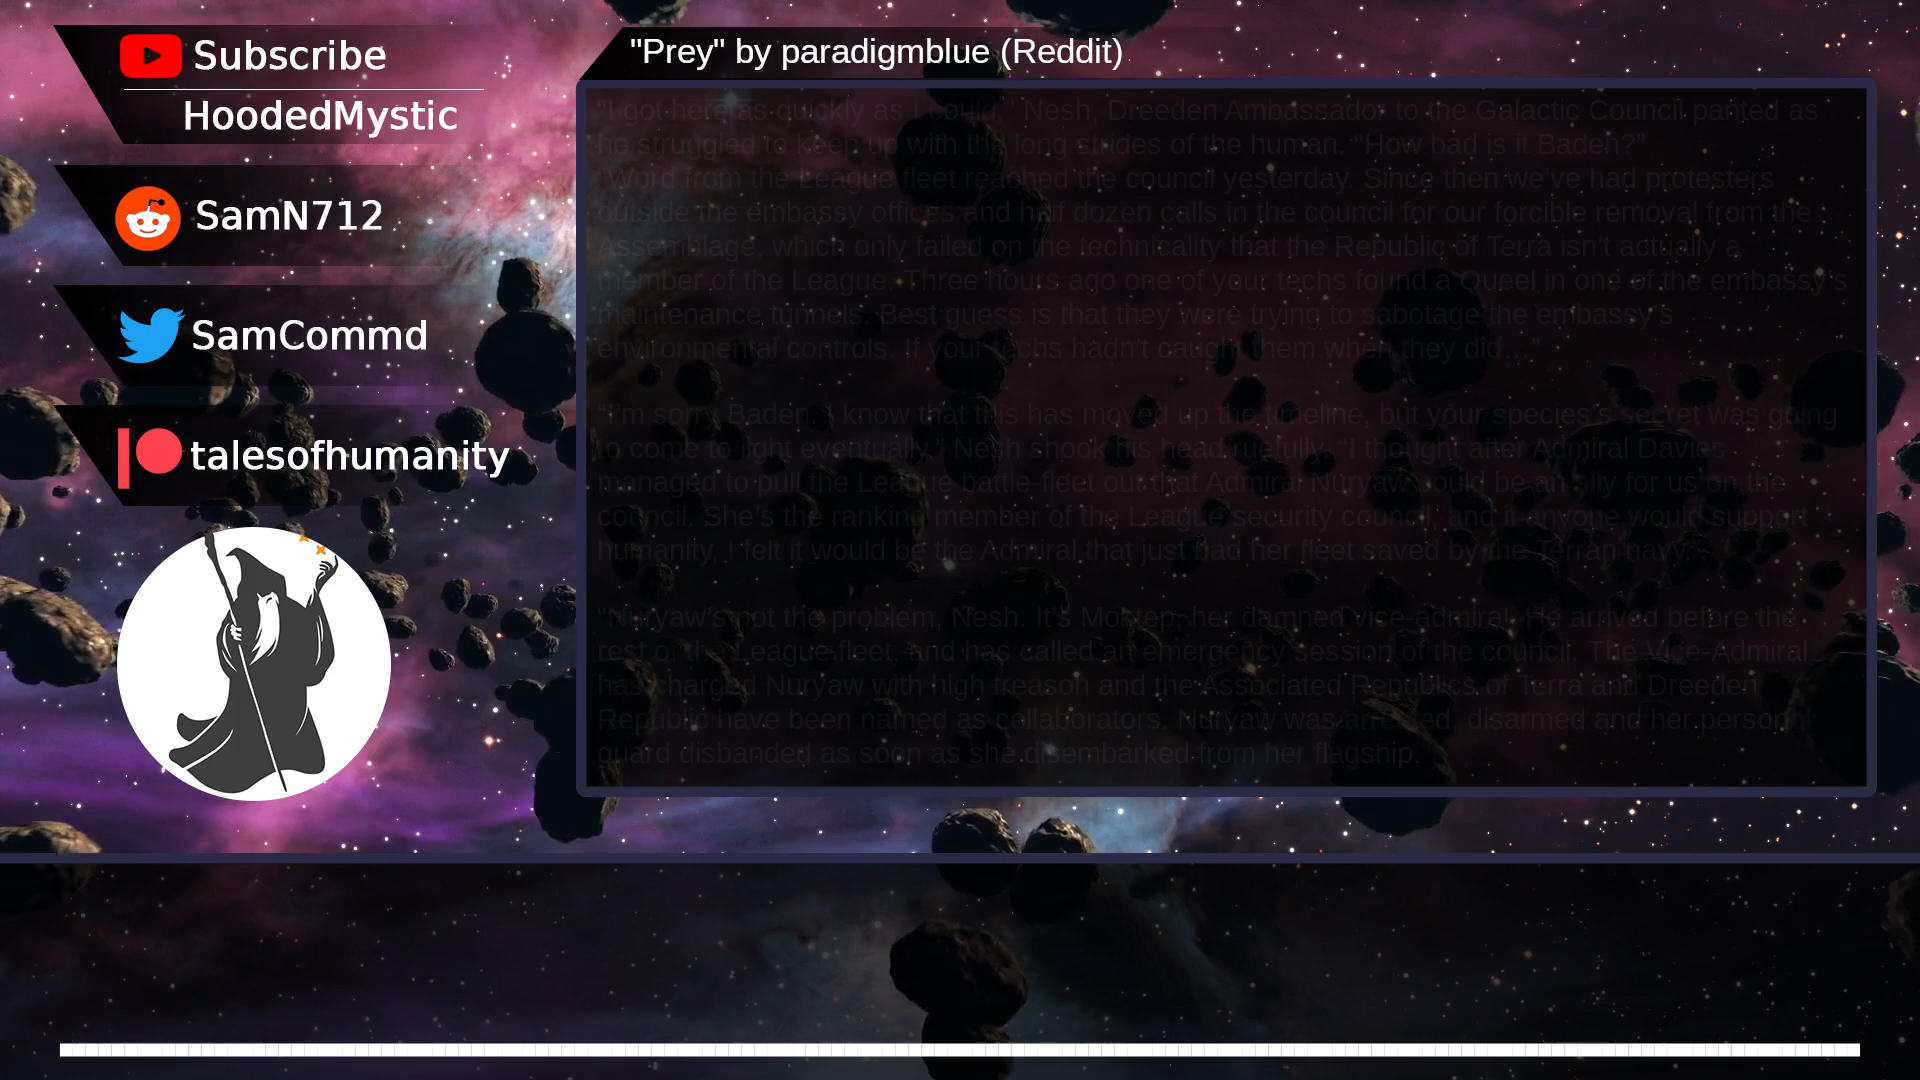 Subscribe
HoodedMystic
SamN712
SamCommd
talesofhumanity
"Prey" by paradigmblue (Reddit)
"I got here as quickly as I could," Nesh, Dreeden Ambassador to the Galactic Council panted as
he struggled to keep up with the long strides of the human. "How bad is it Baden?"
"Word from the League fleet reached the council yesterday. Since then we've had protesters
outside the embassy offices and half dozen calls in the council for our forcible removal from the
Assemblage, which only failed on the technicality that the Republic of Terra isn't actually a
member of the League. Three hours ago one of your techs found a Queel in one of the embassy's
maintenance tunnels. Best guess is that they were trying to sabotage the embassy's
environmental controls. If your techs hadn't caught them when they did…"
"I'm sorry Baden. I know that this has moved up the timeline, but your species's secret was going
to come to light eventually." Nesh shook his head ruefully. "I thought after Admiral Davies
managed to pull the League battle-fleet out that Admiral Nuryaw would be an ally for us on the
council. She's the ranking member of the League security council, and if anyone would support
humanity, I felt it would be the Admiral that just had her fleet saved by the Terran navy."
"Nuryaw's not the problem, Nesh. It's Mostep, her damned vice-admiral. He arrived before the
rest of the League fleet, and has called an emergency session of the council. The Vice-Admiral
has charged Nuryaw with high treason and the Associated Republics of Terra and Dreeden
Republic have been named as collaborators. Nuryaw was arrested, disarmed and her person
guard disbanded as soon as she disembarked from her flagship.